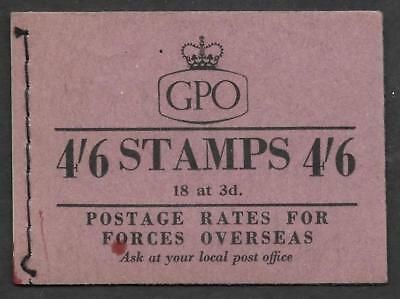 GPO
4/6 STAMPS 4/6
18 at 3d.
POSTAGE RATES FOR
FORCES OVERSEAS
Ask at your local post office